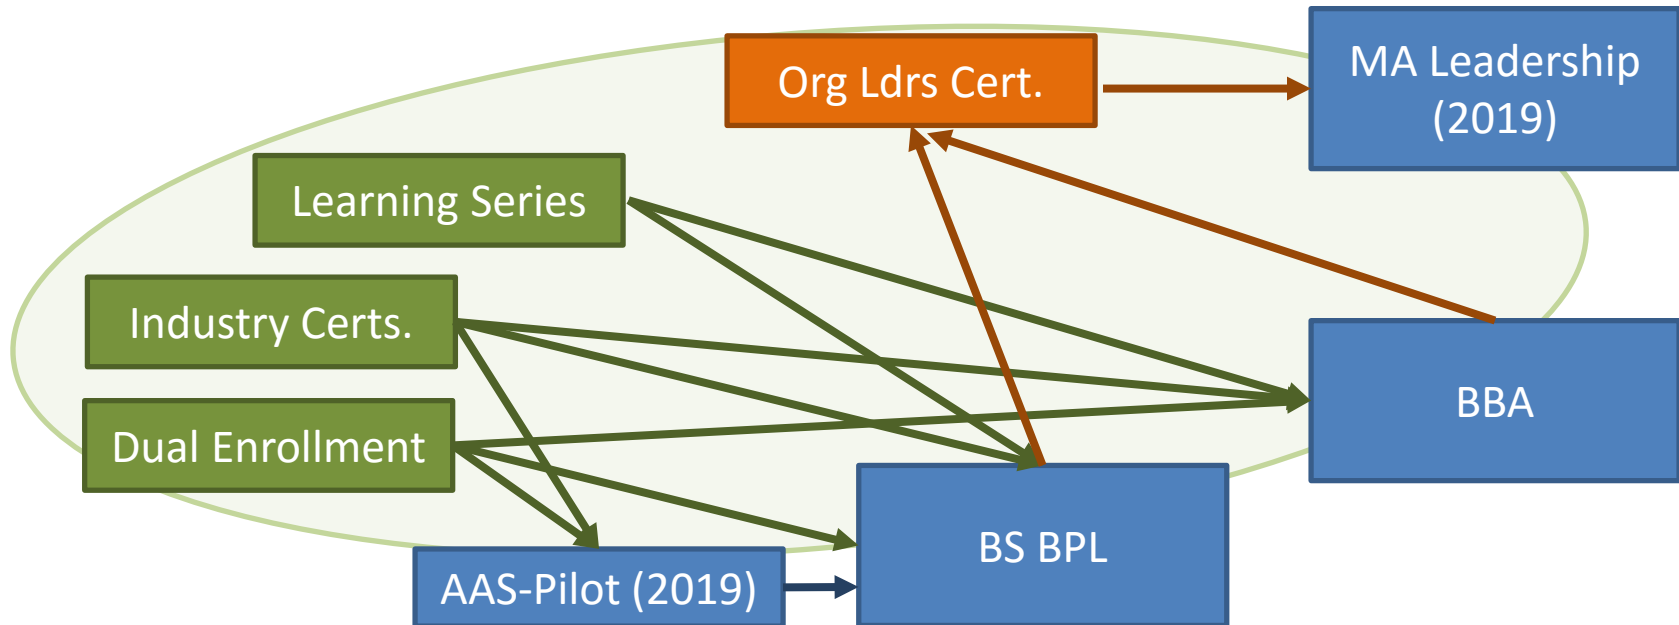 Org Ldrs Cert.
MA Leadership
(2019)
Learning Series
Industry Certs.
BBA
Dual Enrollment
BS BPL
AAS-Pilot (2019)